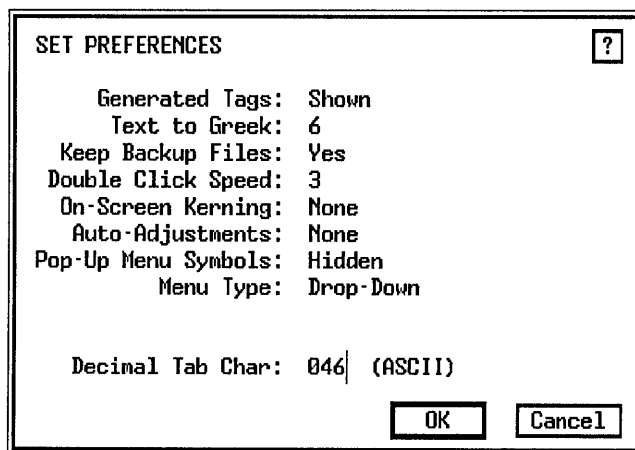 SET PREFERENCES ?
Generated Tags: Shown
Text to Greek: 6
Keep Backup Files: Yes
Double Click Speed: 3
On-Screen Kerning: None
Auto-Adjustments: None
Pop-Up Menu Symbols: Hidden
Menu Type: Drop-Down
Decimal Tab Char: 046 (ASCII)
OK Cancel